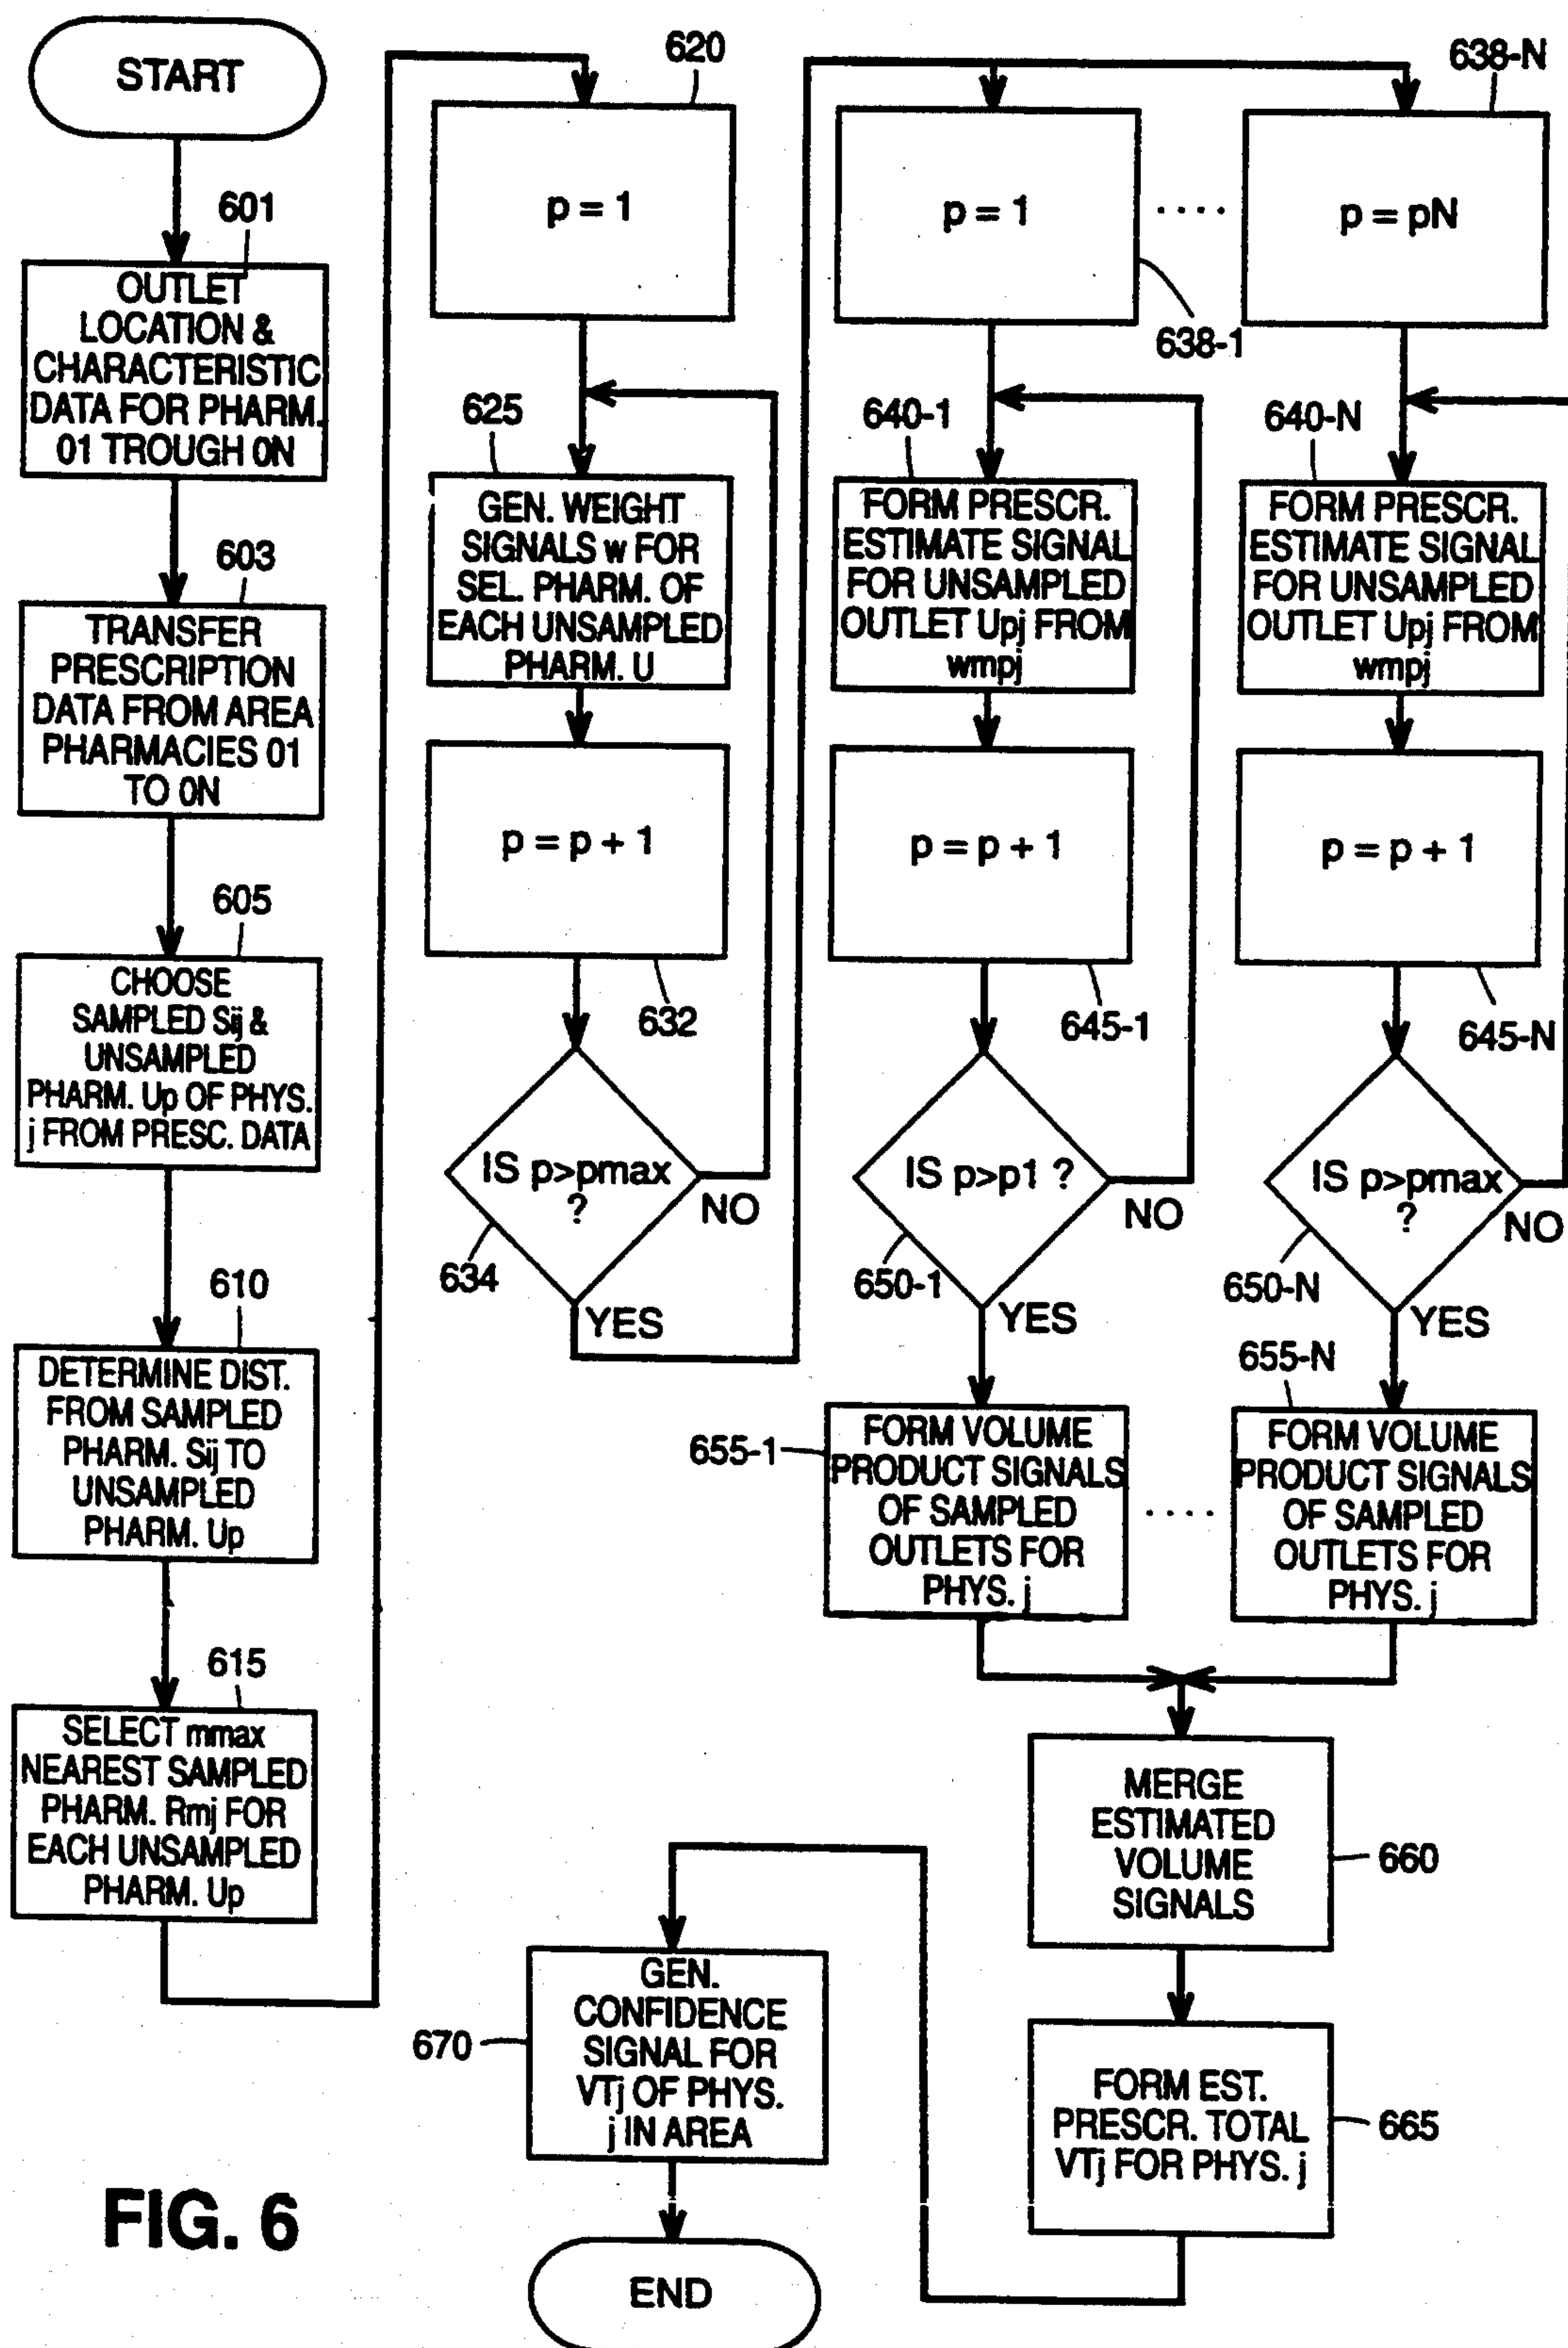 START
601
OUTLET
LOCATION &
CHARACTERISTIC
DATA FOR PHARM.
01 TROUGH 0N
603
TRANSFER
PRESCRIPTION
DATA FROM AREA
PHARMACIES 01
TO 0N
605
CHOOSE
SAMPLED Sij &
UNSAMPLED
PHARM. Up OF PHYS.
j FROM PRESC. DATA
610
DETERMINE DIST.
FROM SAMPLED
PHARM. Sij TO
UNSAMPLED
PHARM. Up
615
SELECT mmax
NEAREST SAMPLED
PHARM. Rmj FOR
EACH UNSAMPLED
PHARM. Up
620
p = 1
625
GEN. WEIGHT
SIGNALS w FOR
SEL. PHARM. OF
EACH UNSAMPLED
PHARM. U
p = p + 1
632
IS p>pmax
?
NO
634
YES
p = 1
638-1
640-1
FORM PRESCR.
ESTIMATE SIGNAL
FOR UNSAMPLED
OUTLET Upj FROM
wmpj
p = p + 1
645-1
IS p>p1 ?
NO
650-1
YES
655-1
FORM VOLUME
PRODUCT SIGNALS
OF SAMPLED
OUTLETS FOR
PHYS. j
....
638-N
p = pN
640-N
FORM PRESCR.
ESTIMATE SIGNAL
FOR UNSAMPLED
OUTLET Upj FROM
wmpj
p = p + 1
645-N
IS p>pmax
?
NO
650-N
YES
655-N
....
FORM VOLUME
PRODUCT SIGNALS
OF SAMPLED
OUTLETS FOR
PHYS. j
MERGE
ESTIMATED
VOLUME
SIGNALS
660
FORM EST.
PRESCR. TOTAL
VTj FOR PHYS. j
665
GEN.
CONFIDENCE
SIGNAL FOR
VTj OF PHYS.
j IN AREA
670
END
FIG. 6